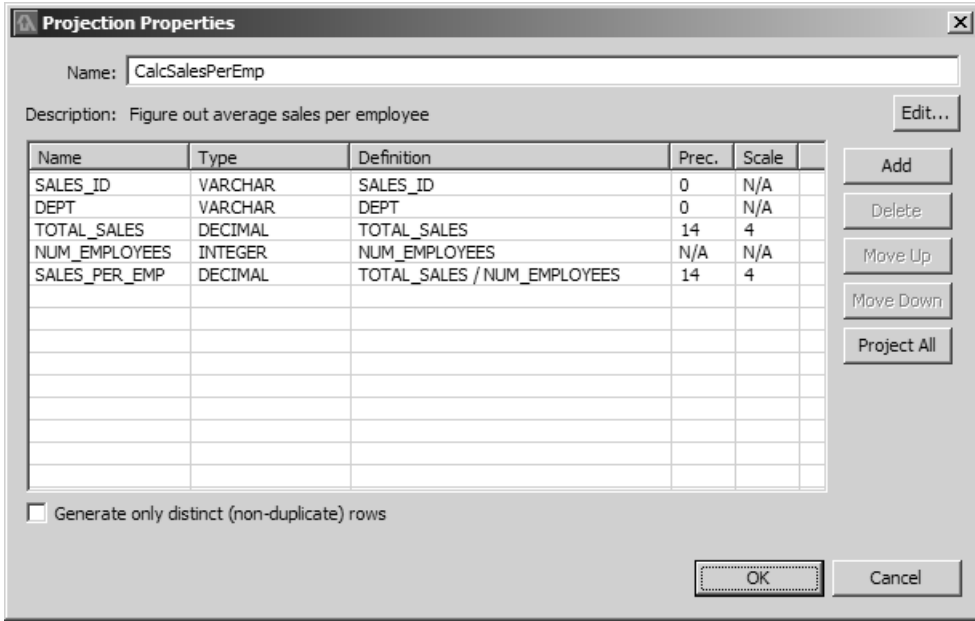 Projection Properties
Name: CalcSalesPerEmp
Description: Figure out average sales per employee
Edit...
Name Type Definition Prec. Scale
SALES_ID VARCHAR SALES_ID 0 N/A
DEPT VARCHAR DEPT 0 N/A
TOTAL_SALES DECIMAL TOTAL_SALES 14 4
NUM_EMPLOYEES INTEGER NUM_EMPLOYEES N/A N/A
SALES_PER_EMP DECIMAL TOTAL_SALES / NUM_EMPLOYEES 14 4
Add
Delete
Move Up
Move Down
Project All
Generate only distinct (non-duplicate) rows
OK Cancel